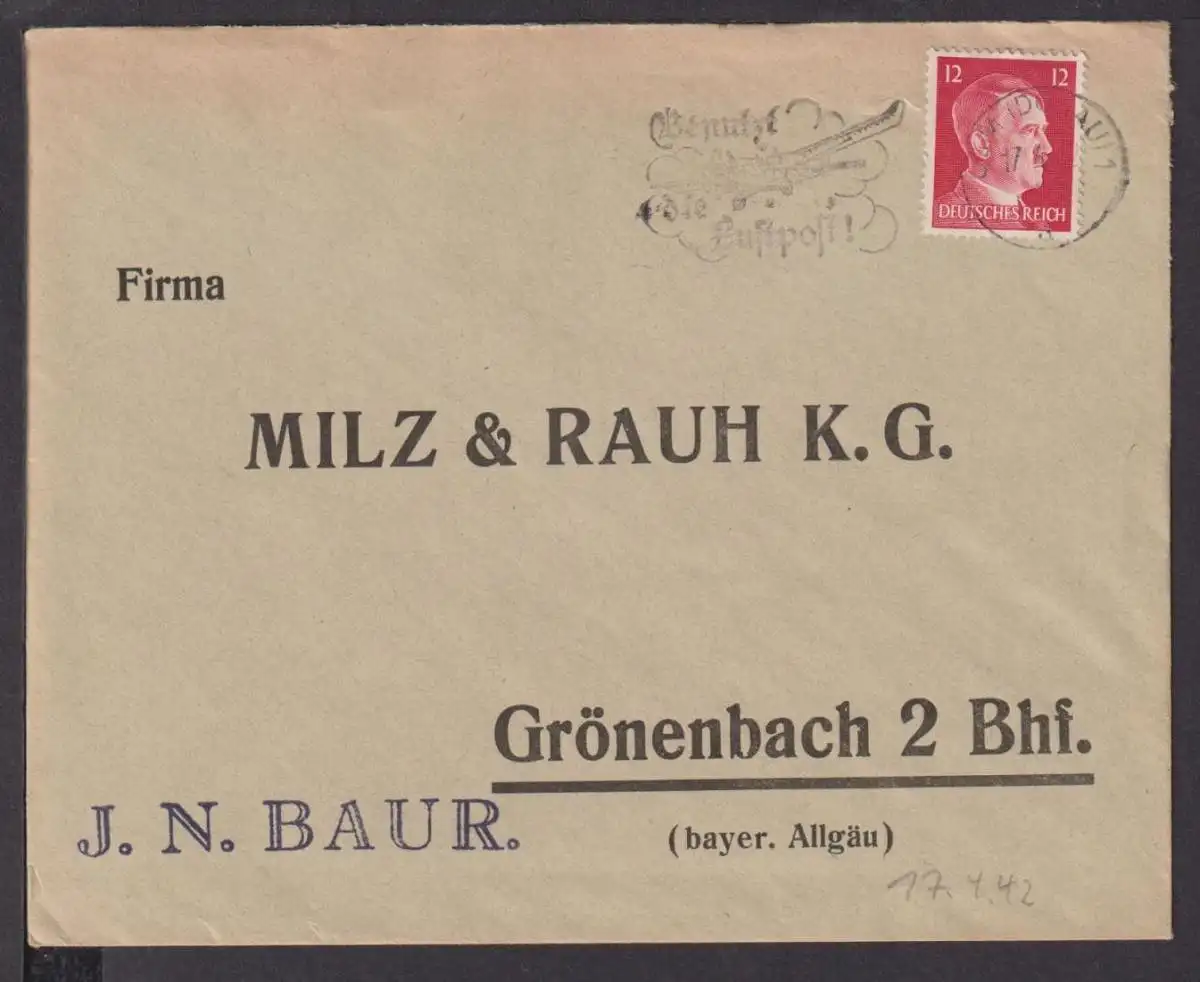 Benutzt
die
Luftpost!
12 12
DEUTSCHES REICH
Firma
MILZ & RAUH K. G.
Grönenbach 2 Bhf.
J. N. BAUR.
(bayer. Allgäu)
17.4.42